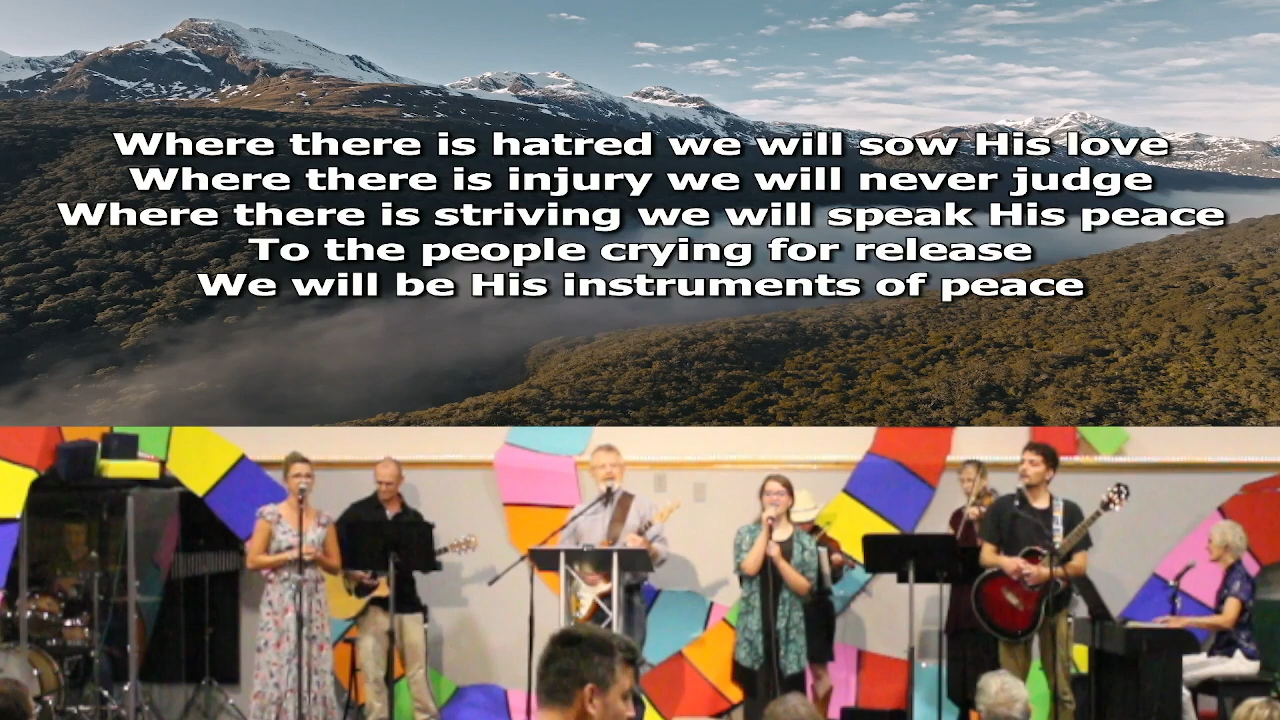 Where there is hatred we will sow His love
Where there is injury we will never judge
Where there is striving we will speak His peace
To the people crying for release
We will be His instruments of peace